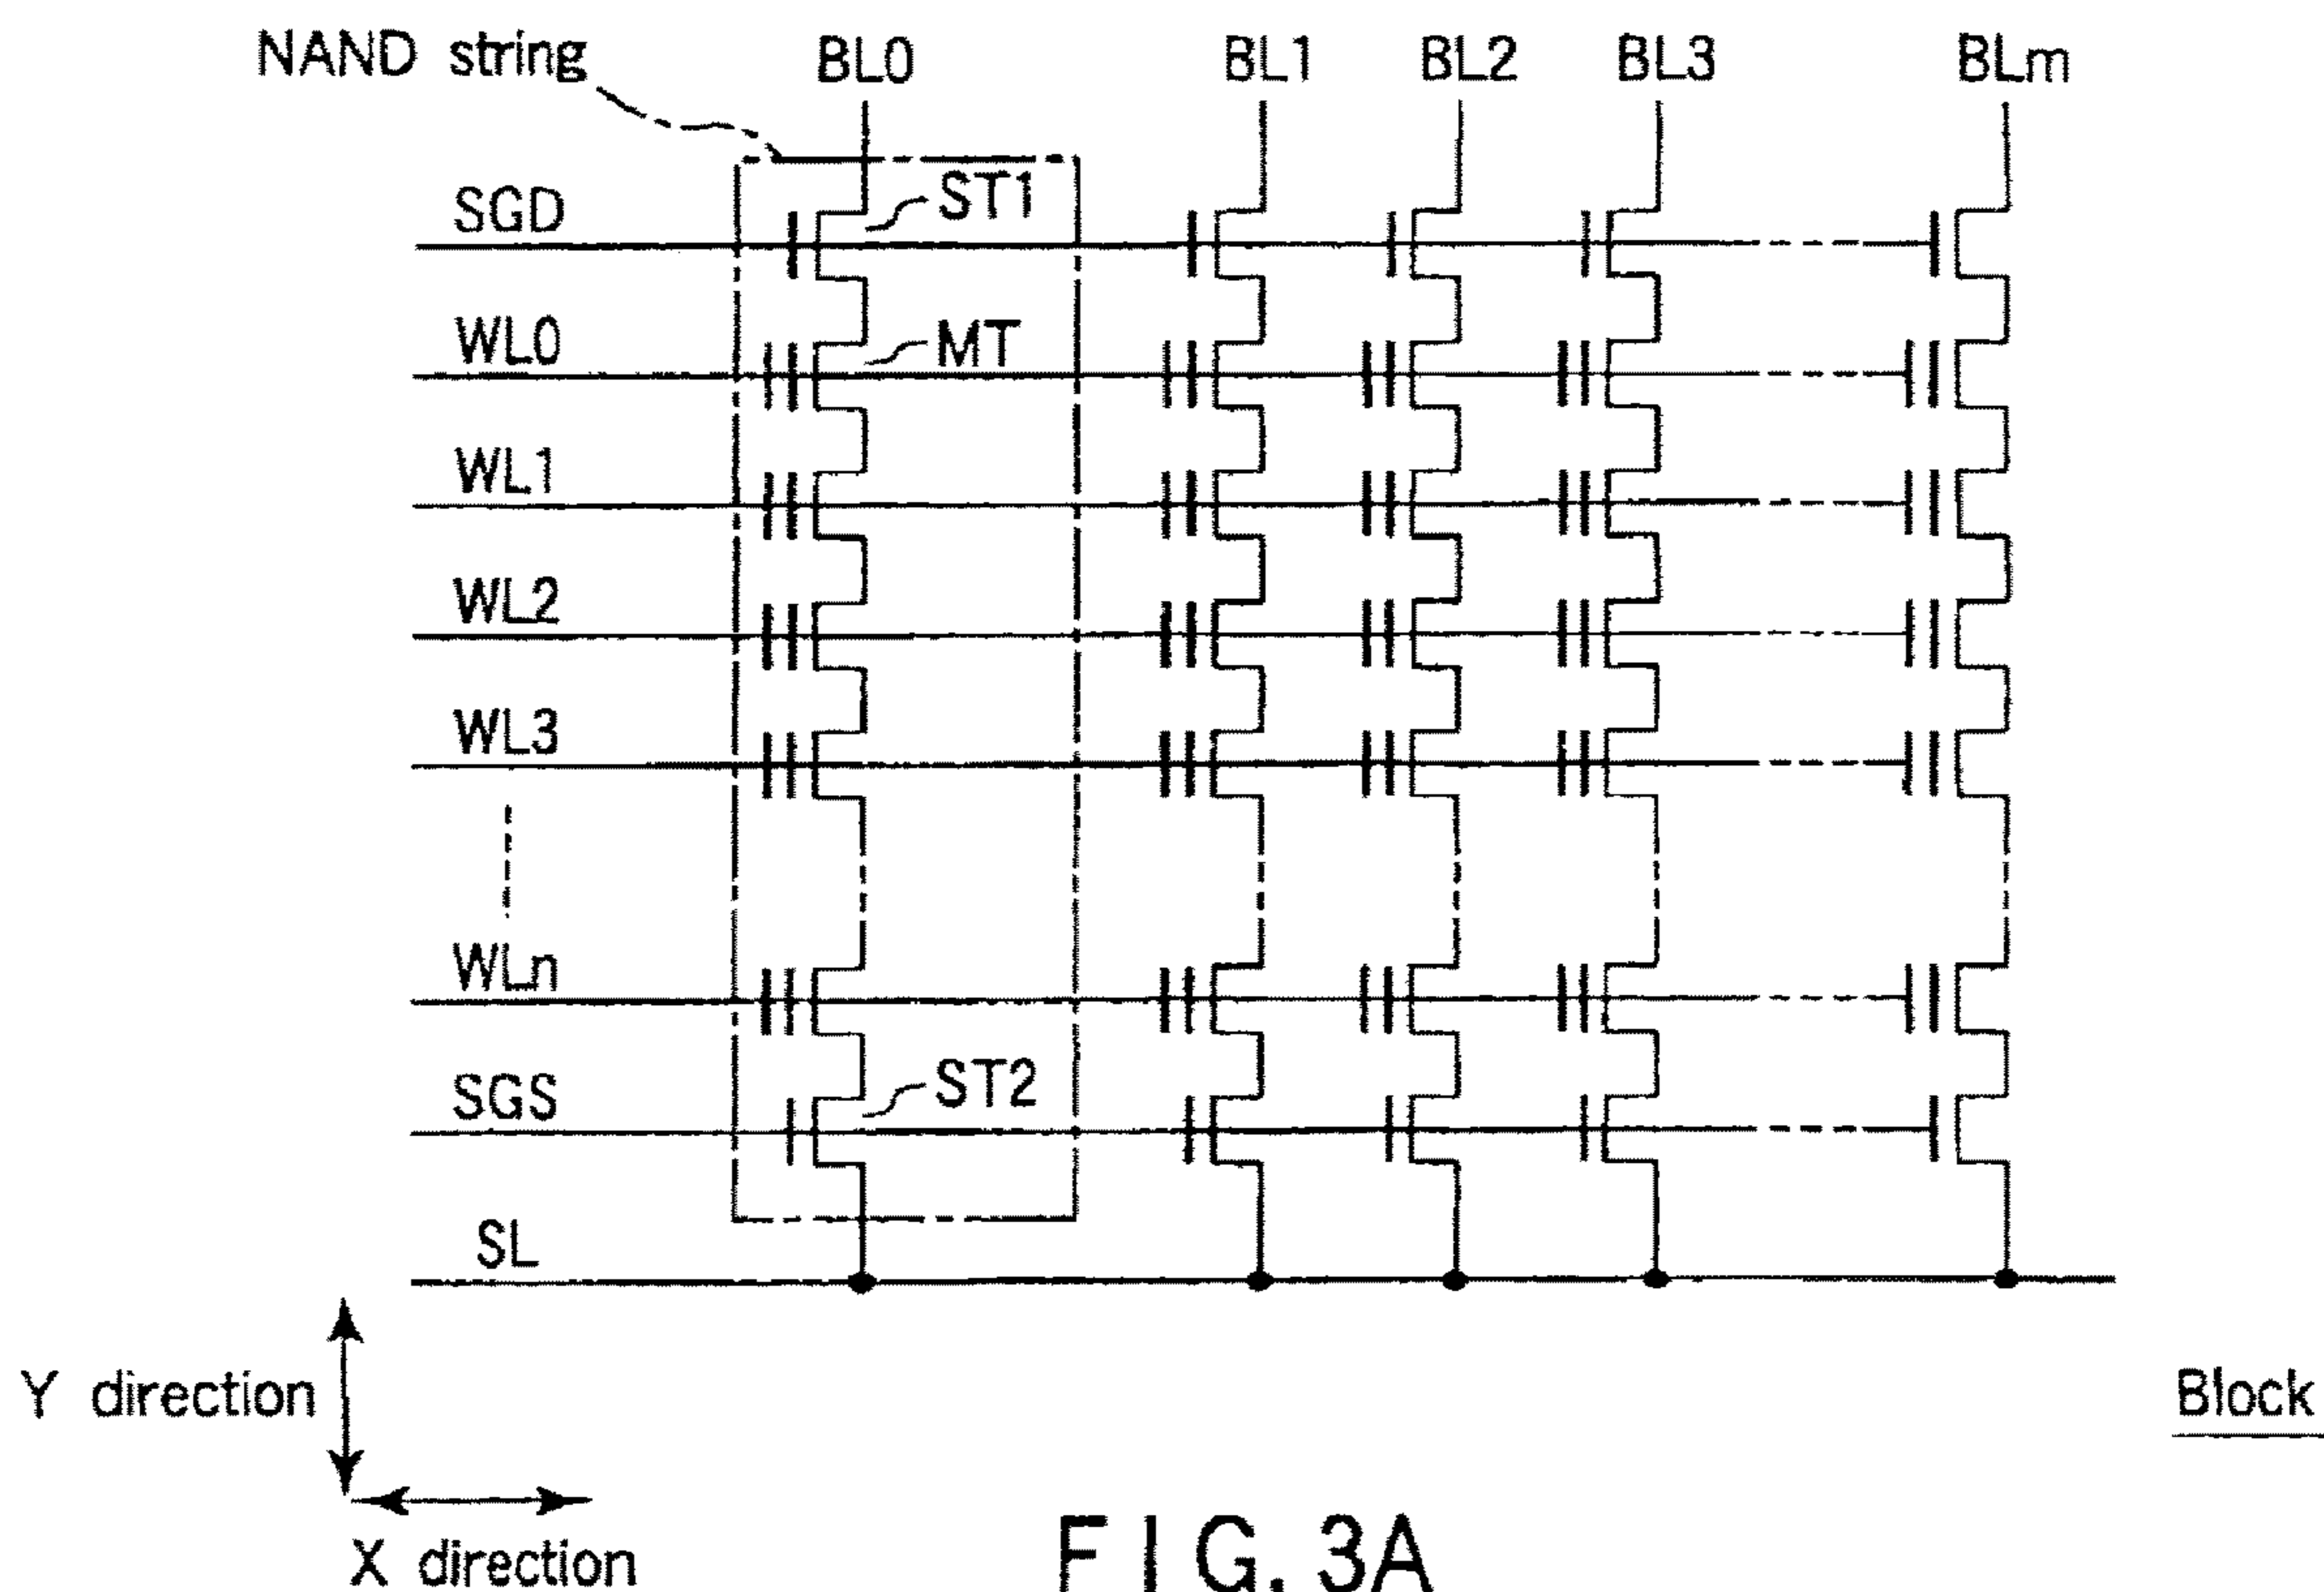 NAND string
BL0 BL1 BL2 BL3 BLm
SGD
ST1
WL0
MT
WL1
WL2
WL3
WLn
SGS
ST2
SL
Y direction
X direction
Block
FIG. 3A